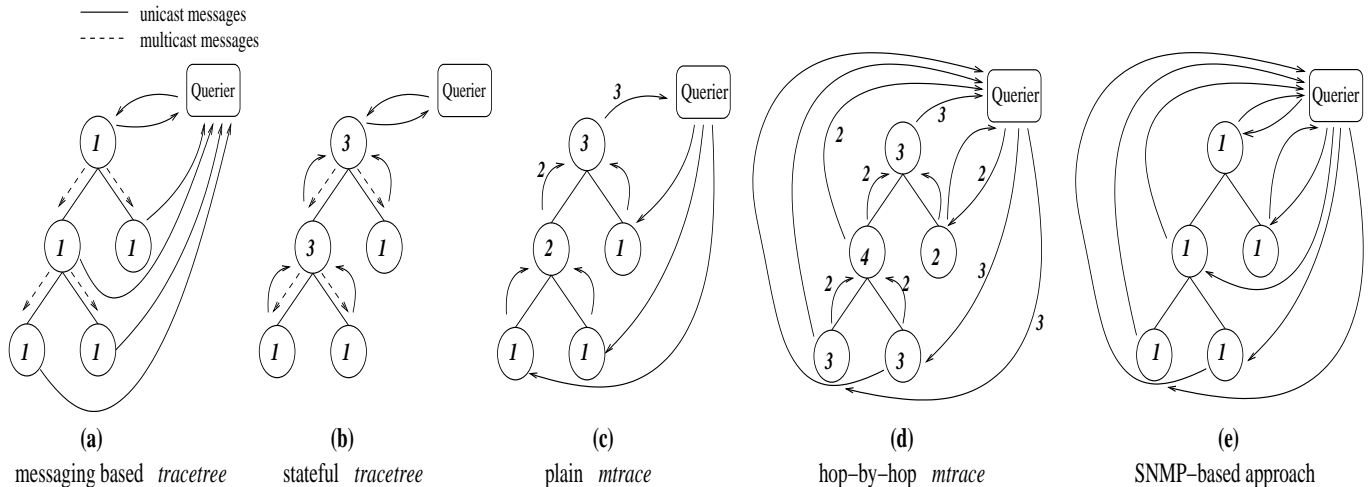 unicast messages
multicast messages
Querier
1
1
1
1
1
(a)
messaging based tracetree
Querier
3
3
1
1
1
(b)
stateful tracetree
Querier
3
3
2
2
1
1
1
(c)
plain mtrace
Querier
3
2
3
2
2
2
4
2
3
2
2
3
3
3
(d)
hop-by-hop mtrace
Querier
1
1
1
1
1
(e)
SNMP-based approach